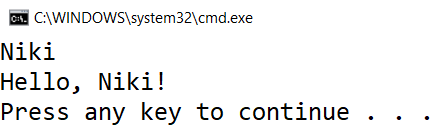 C:\WINDOWS\system32\cmd.exe
Niki
Hello, Niki!
Press any key to continue . . .